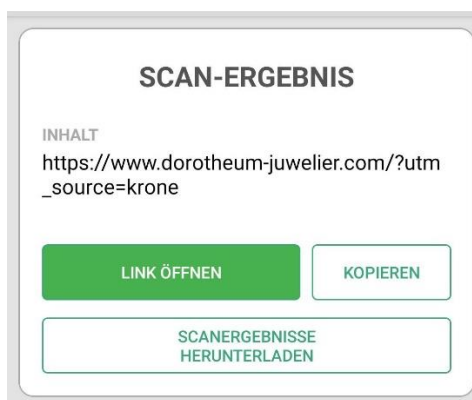 SCAN-ERGEBNIS
INHALT
https://www.dorotheum-juwelier.com/?utm
_source=krone
LINK ÖFFNEN
KOPIEREN
SCANERGEBNISSE
HERUNTERLADEN